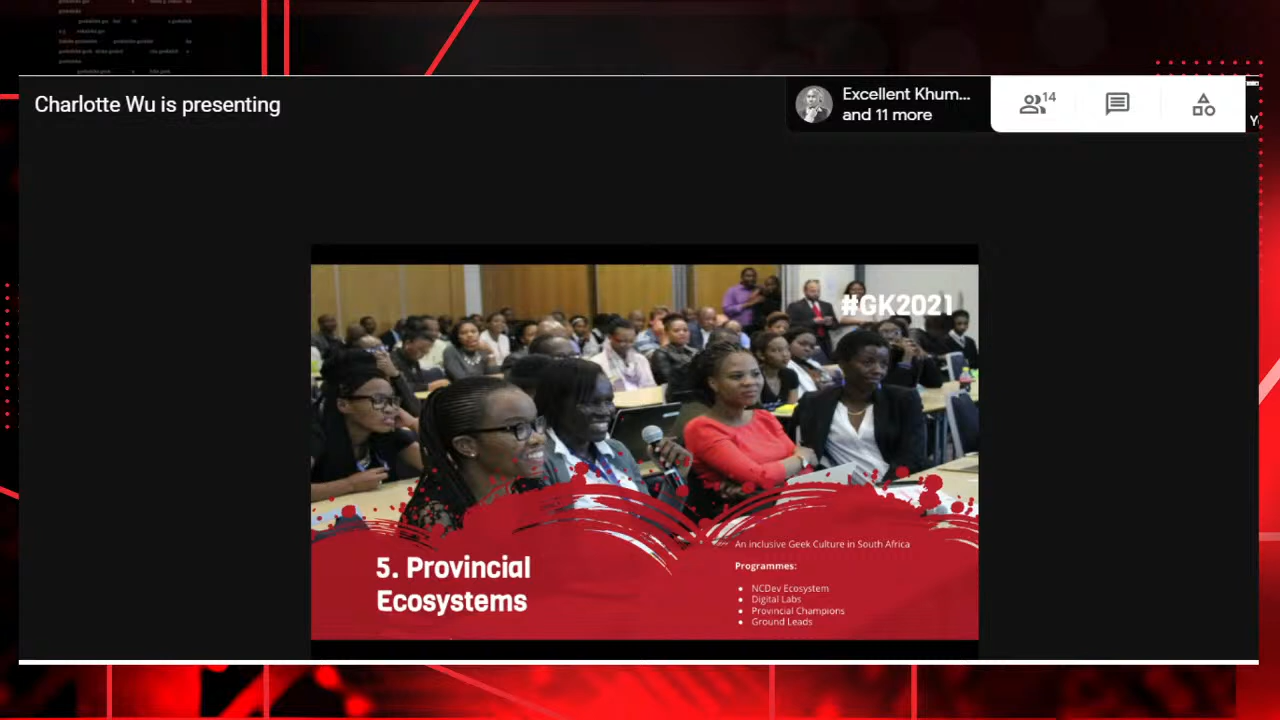 Charlotte Wu is presenting
Excellent Khum...
and 11 more
14
#GK2021
5. Provincial
Ecosystems
An inclusive Geek Culture in South Africa
Programmes:
NCDev Ecosystem
Digital Labs
Provincial Champions
Ground Leads